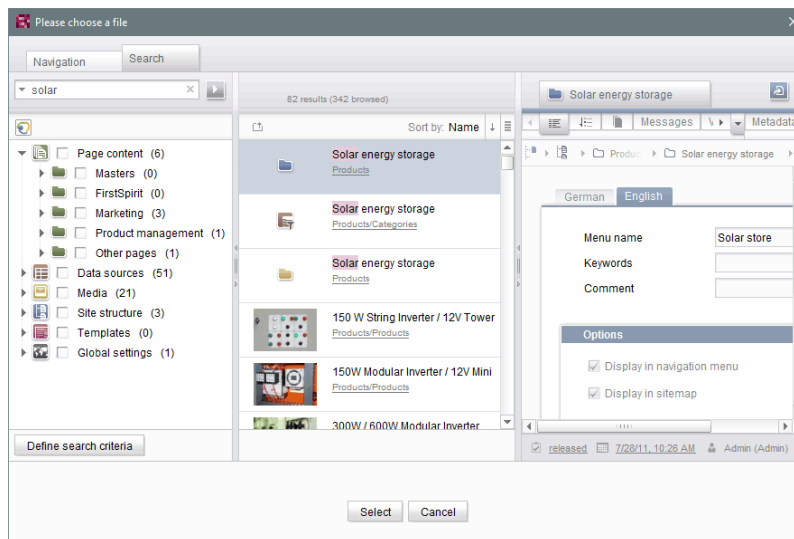 Please choose a file
Navigation
Search
solar
Page content (6)
Masters (0)
FirstSpirit (0)
Marketing (3)
Product management (1)
Other pages (1)
Data sources (51)
Media (21)
Site structure (3)
Templates (0)
Global settings (1)
Define search criteria
82 results (342 browsed)
Sort by: Name
Solar energy storage
Products
Solar energy storage
Products/Categories
Solar energy storage
Products
150 W String Inverter / 12V Tower
Products/Products
150W Modular Inverter / 12V Mini
Products/Products
300W / 600W Modular Inverter
Solar energy storage
Messages
Metadata
Solar energy storage
German
English
Menu name
Solar store
Keywords
Comment
Options
Display in navigation menu
Display in sitemap
released 7/28/11, 10:26 AM Admin (Admin)
Select
Cancel